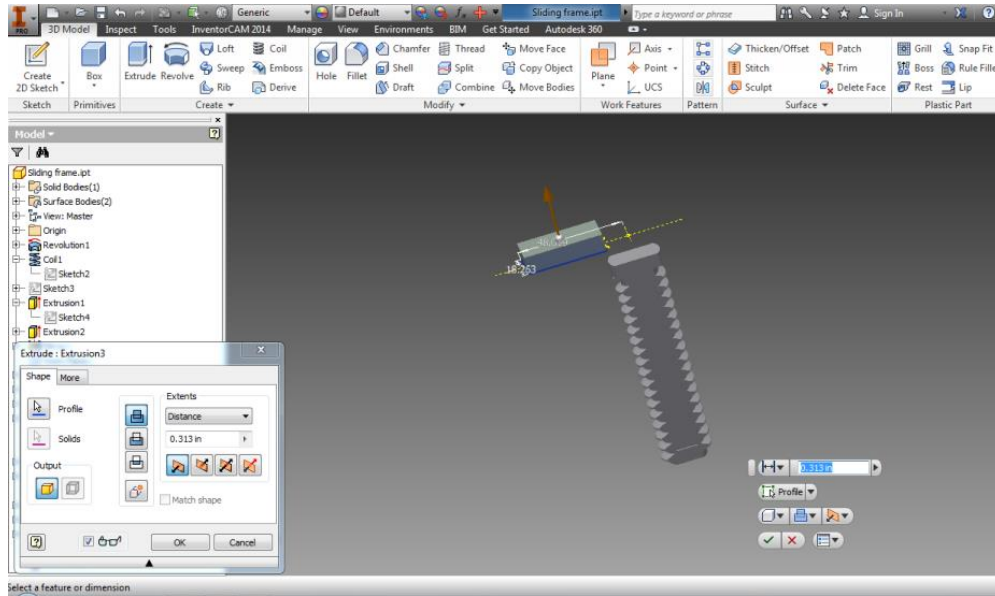 Generic
Default
Sliding frame.ipt
Type a keyword or phrase
Sign In
PRO
3D Model Inspect Tools InventorCAM 2014 Manage View Environments BIM Get Started Autodesk 360
Create 2D Sketch
Box
Extrude Revolve
Loft
Sweep
Rib
Coil
Emboss
Derive
Hole Fillet
Chamfer
Shell
Draft
Thread
Split
Combine
Move Face
Copy Object
Move Bodies
Plane
Axis
Point
UCS
Thicken/Offset
Stitch
Sculpt
Patch
Trim
Delete Face
Grill
Boss
Rest
Snap Fit
Rule Fille
Lip
Sketch Primitives Create Modify Work Features Pattern Surface Plastic Part
Model
Sliding frame.ipt
Solid Bodies(1)
Surface Bodies(2)
View: Master
Origin
Revolution1
Coil1
Sketch2
Sketch3
Extrusion1
Sketch4
Extrusion2
Extrude : Extrusion3
Shape More
Profile
Solids
Output
Extents
Distance
0.313 in
Match shape
OK Cancel
18.263
0.313 in
Profile
Select a feature or dimension